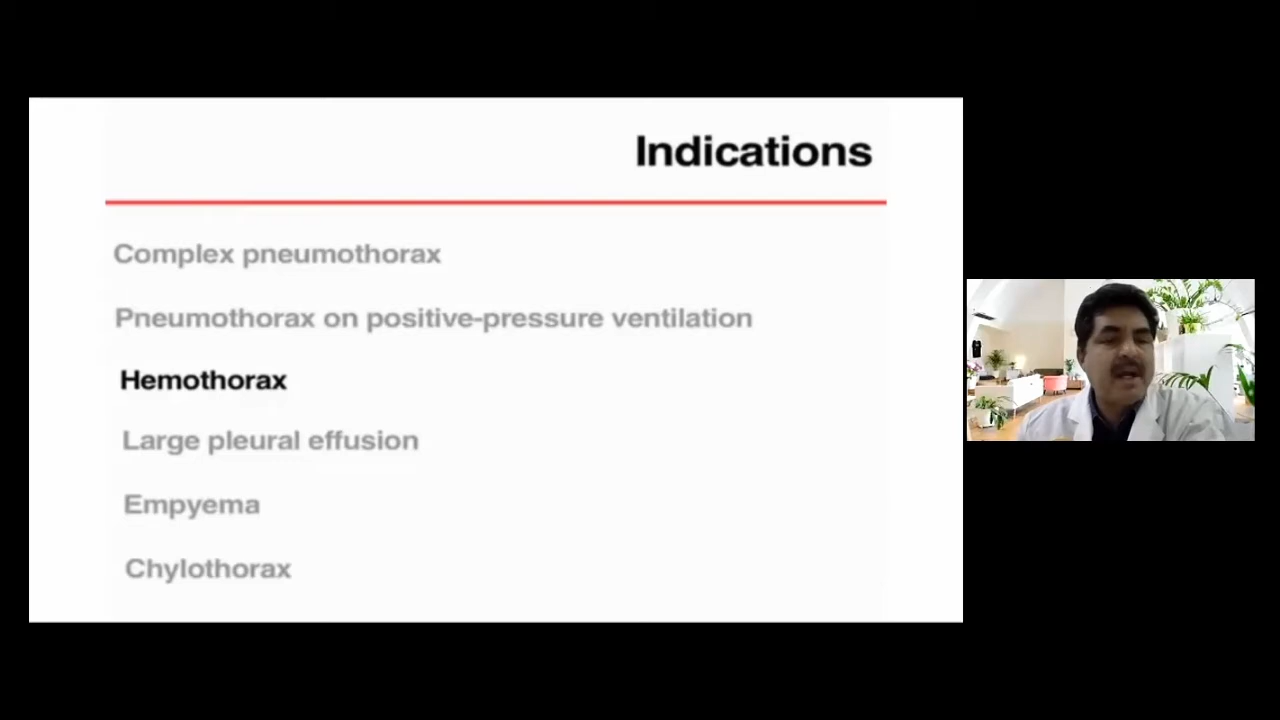 Indications
Complex pneumothorax
Pneumothorax on positive-pressure ventilation
Hemothorax
Large pleural effusion
Empyema
Chylothorax